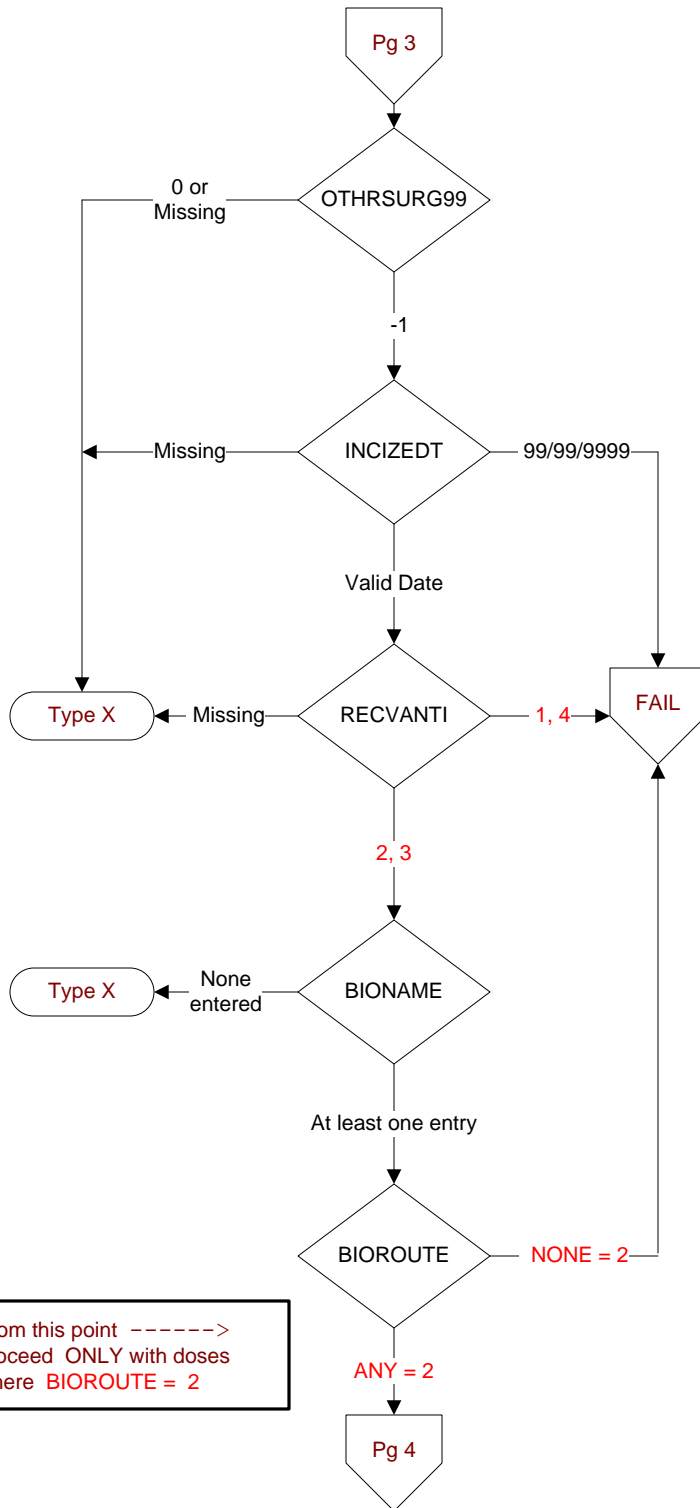 Pg 3
OTHRSURG99
0 or
Missing
-1
INCIZEDT
Missing
99/99/9999
Valid Date
RECVANTI
Type X
Missing
1, 4
FAIL
2, 3
BIONAME
Type X
None
entered
At least one entry
BIOROUTE
NONE = 2
om this point ------>
oceed ONLY with doses
here BIOROUTE = 2
ANY = 2
Pg 4